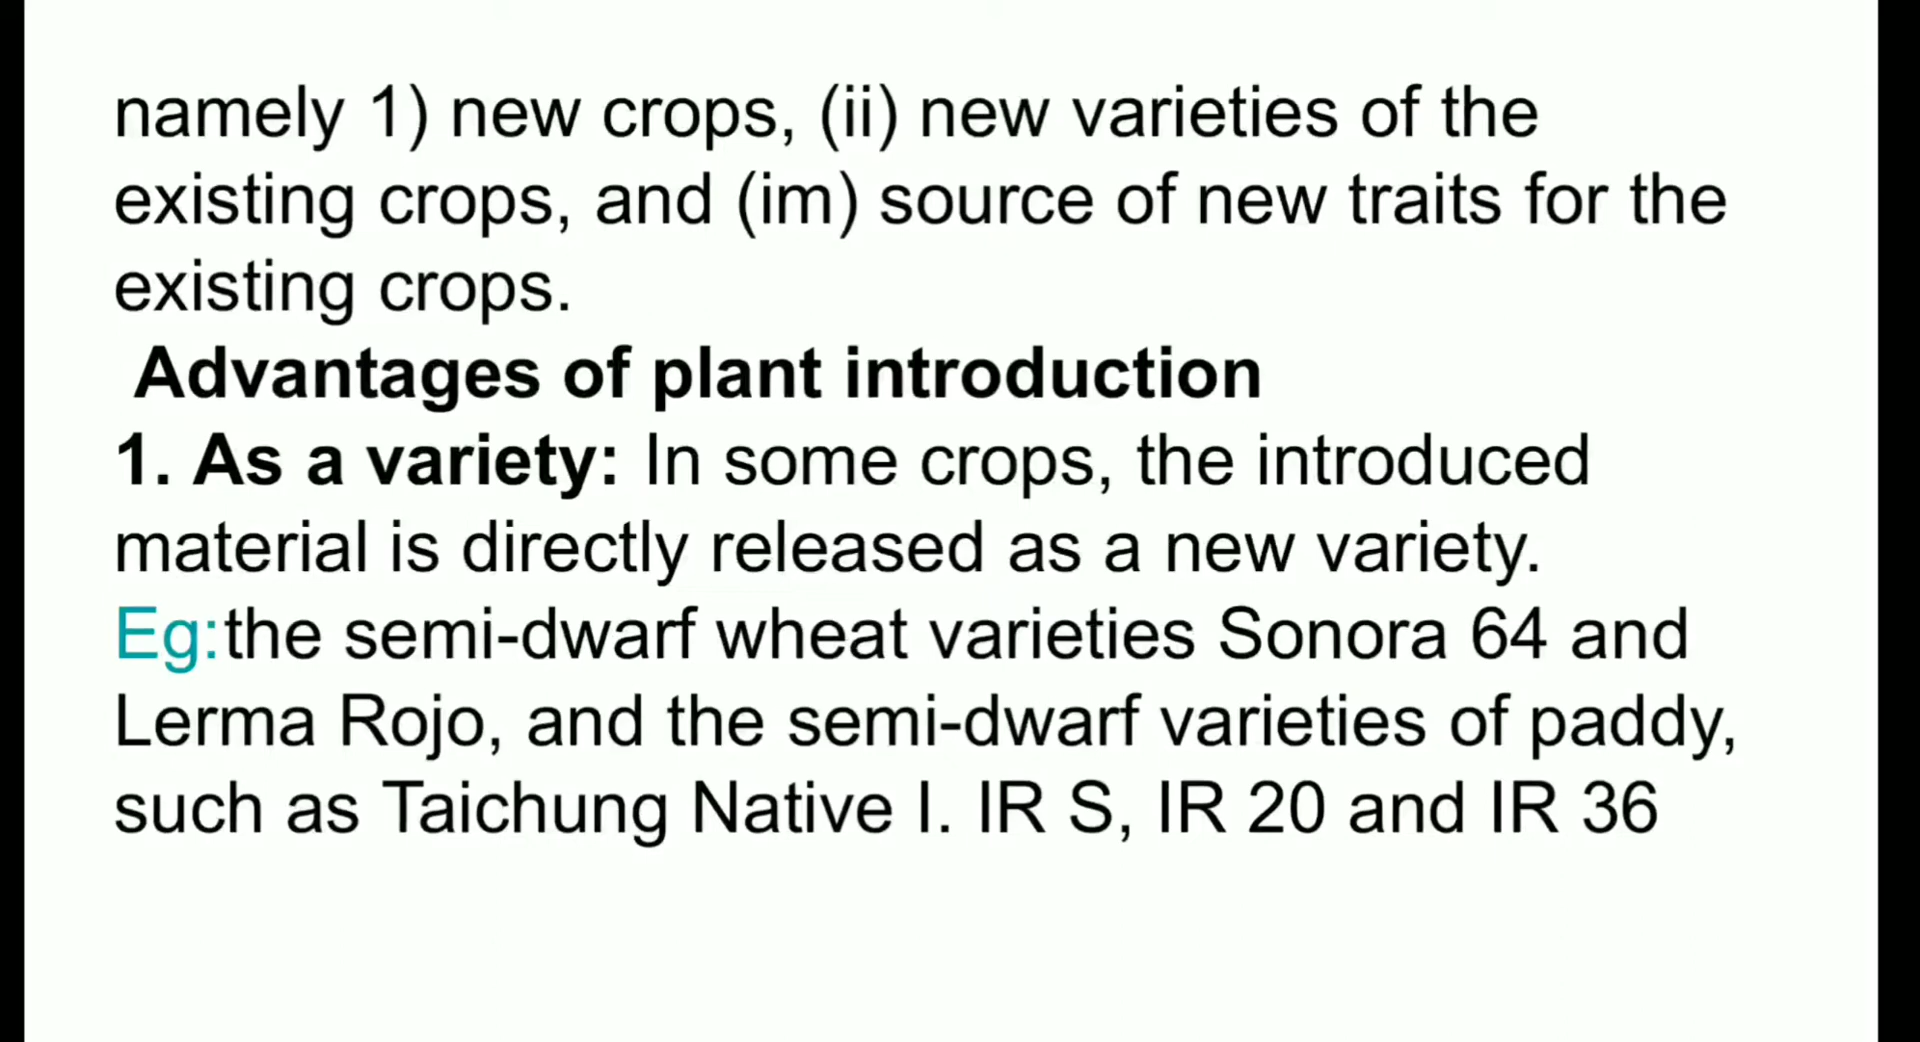 namely 1) new crops, (ii) new varieties of the
existing crops, and (im) source of new traits for the
existing crops.
Advantages of plant introduction
1. As a variety: In some crops, the introduced
material is directly released as a new variety.
Eg:the semi-dwarf wheat varieties Sonora 64 and
Lerma Rojo, and the semi-dwarf varieties of paddy,
such as Taichung Native I. IR S, IR 20 and IR 36